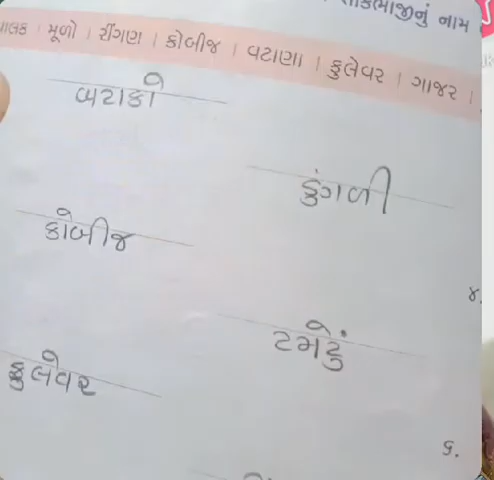 શાકભાજીનું નામ
પાલક | મૂળો | રીંગણ | કોબીજ | વટાણા | ફુલેવર | ગાજર |
બટાકો
ડુંગળી
કોબીજ
૪.
ટમેટું
ફુલેવર
૬.